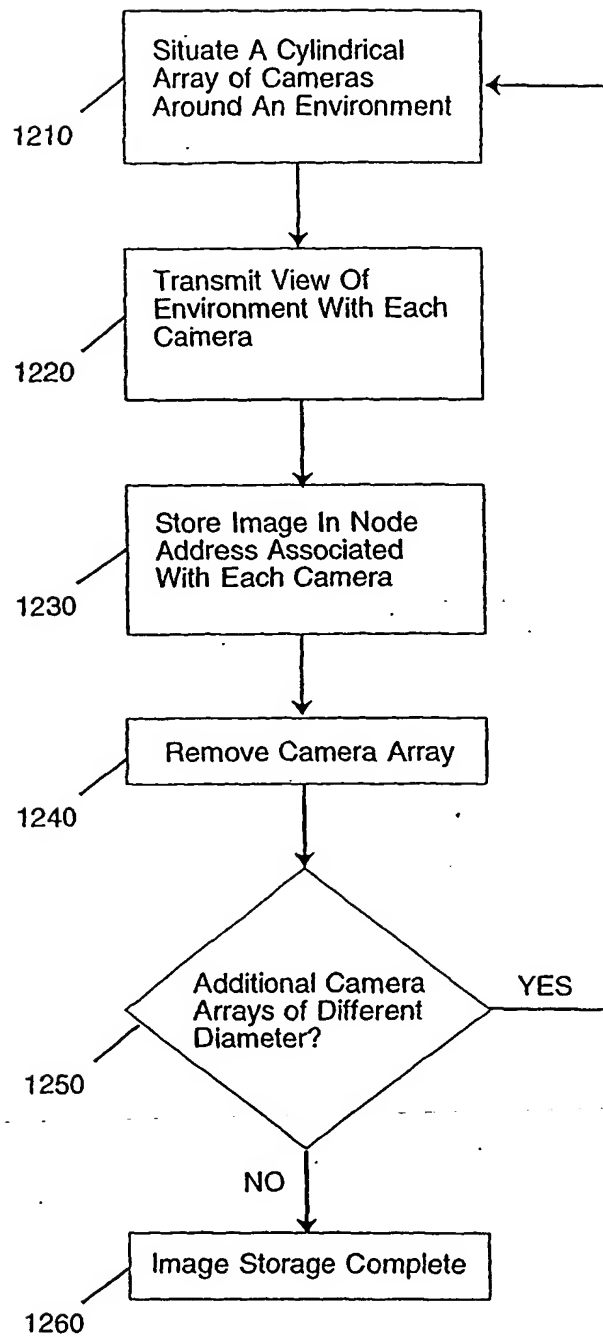 Situate A Cylindrical
Array of Cameras
Around An Environment
1210
Transmit View Of
Environment With Each
Camera
1220
Store Image In Node
Address Associated
With Each Camera
1230
Remove Camera Array
1240
Additional Camera
Arrays of Different
Diameter?
YES
1250
NO
Image Storage Complete
1260